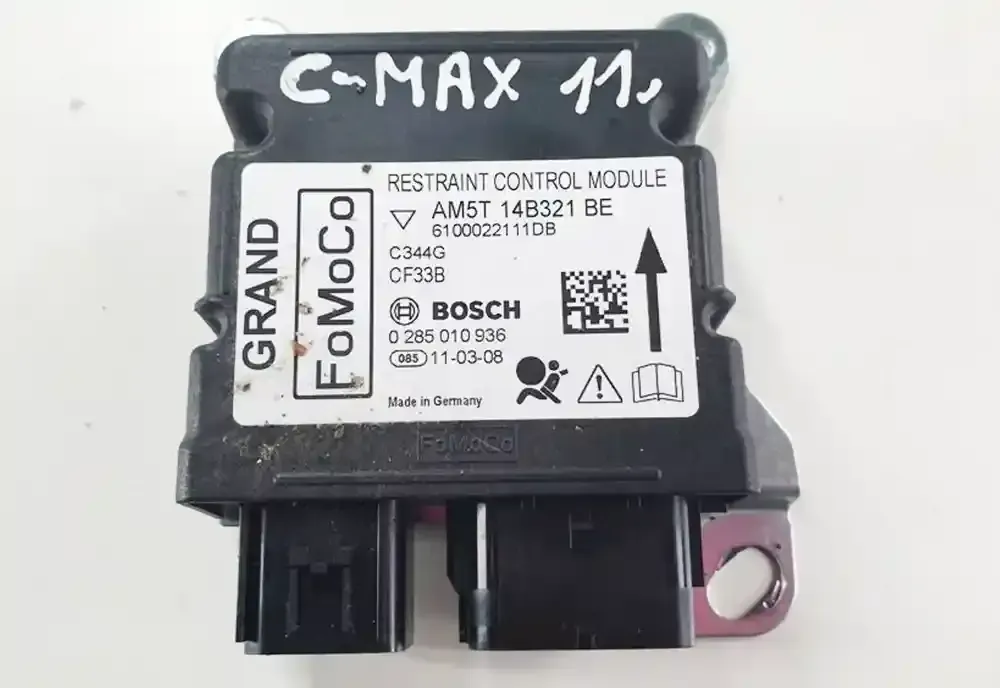 C-MAX 11.
GRAND
FoMoCo
RESTRAINT CONTROL MODULE
AM5T 14B321 BE
6100022111DB
C344G
CF33B
BOSCH
0 285 010 936
085 11-03-08
Made in Germany
FoMoCo